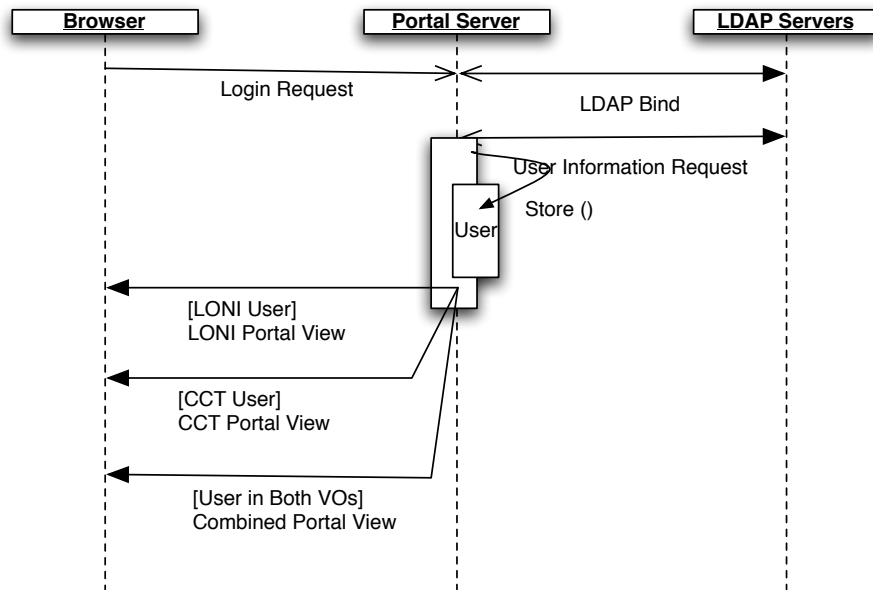 Browser
Portal Server
LDAP Servers
Login Request
LDAP Bind
User Information Request
Store ()
User
[LONI User]
LONI Portal View
[CCT User]
CCT Portal View
[User in Both VOs]
Combined Portal View